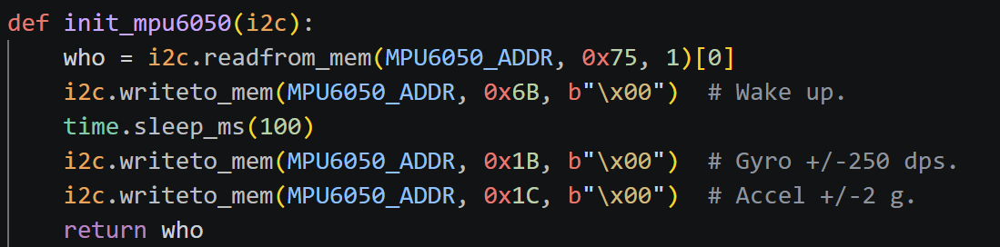 def init_mpu6050(i2c):
    who = i2c.readfrom_mem(MPU6050_ADDR, 0x75, 1)[0]
    i2c.writeto_mem(MPU6050_ADDR, 0x6B, b"\x00")  # Wake up.
    time.sleep_ms(100)
    i2c.writeto_mem(MPU6050_ADDR, 0x1B, b"\x00")  # Gyro +/-250 dps.
    i2c.writeto_mem(MPU6050_ADDR, 0x1C, b"\x00")  # Accel +/-2 g.
    return who